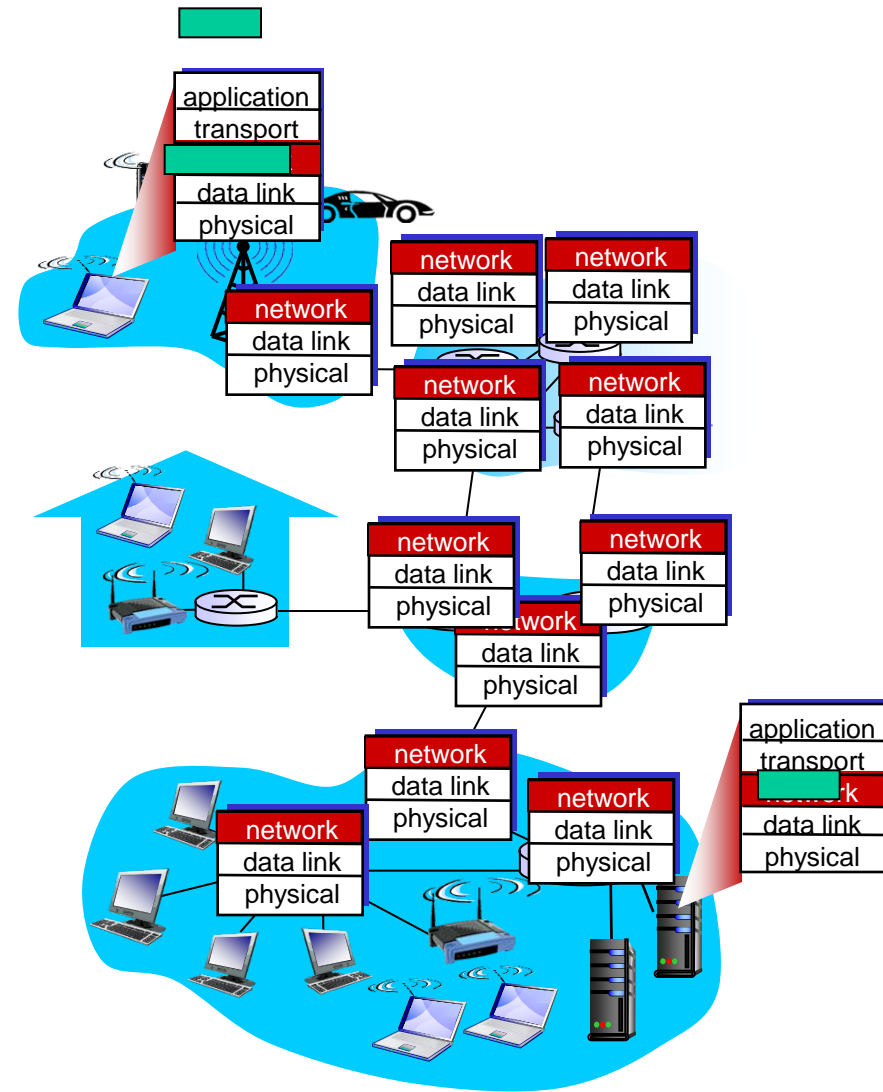 application
transport
data link
physical
network
data link
physical
network
data link
physical
network
data link
physical
network
data link
physical
network
data link
physical
network
data link
physical
network
data link
physical
network
data link
physical
application
transport
network
data link
physical
network
data link
physical
network
data link
physical
network
data link
physical